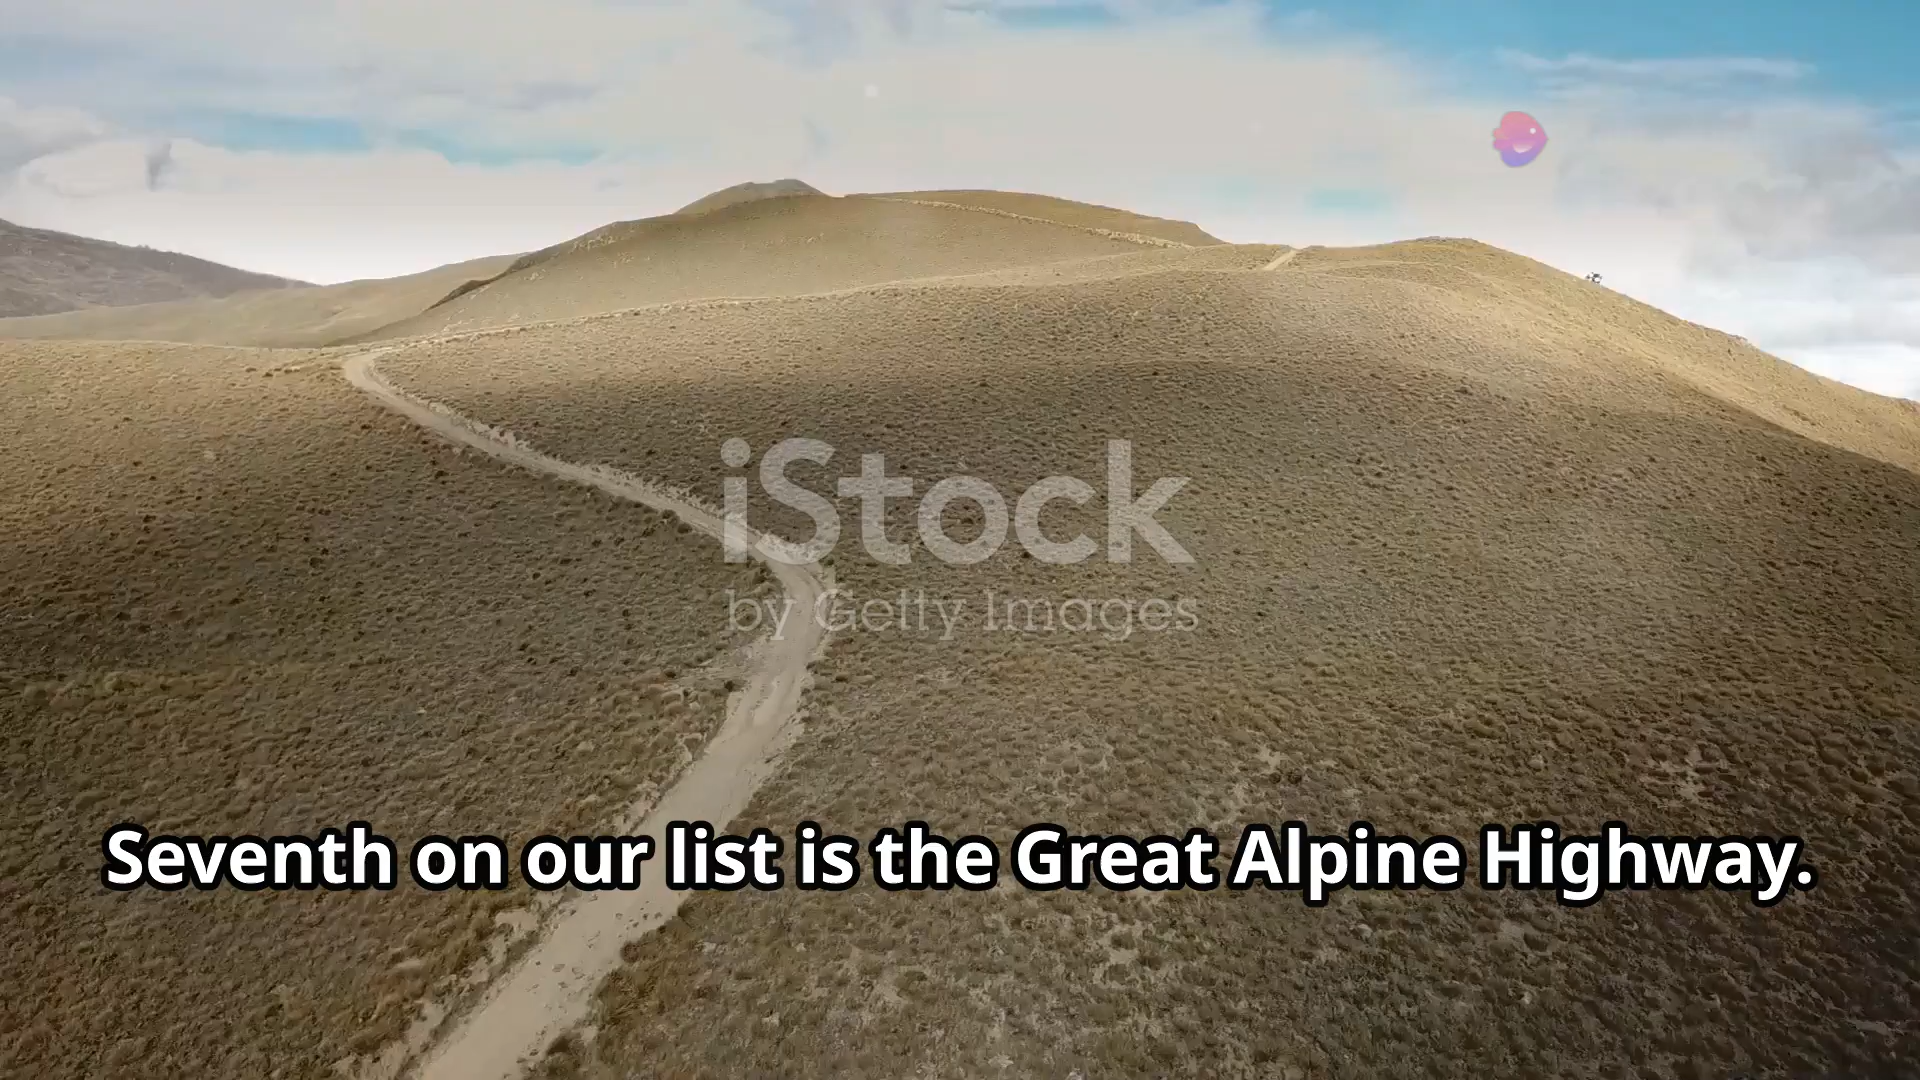 iStock
by Getty Images
Seventh on our list is the Great Alpine Highway.